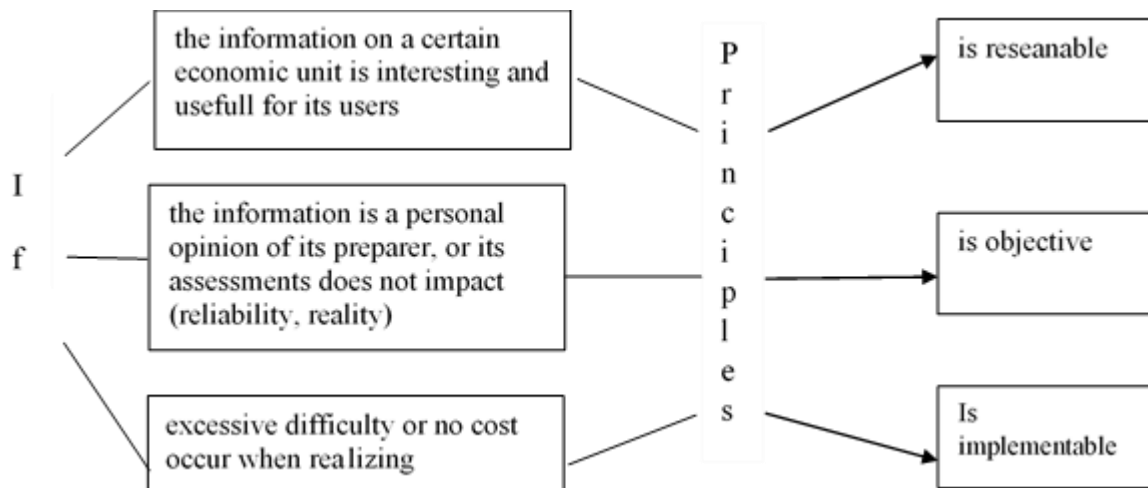 I
f
the information on a certain
economic unit is interesting and
usefull for its users
the information is a personal
opinion of its preparer, or its
assessments does not impact
(reliability, reality)
excessive difficulty or no cost
occur when realizing
P
r
i
n
c
i
p
l
e
s
is reseanable
is objective
Is
implementable